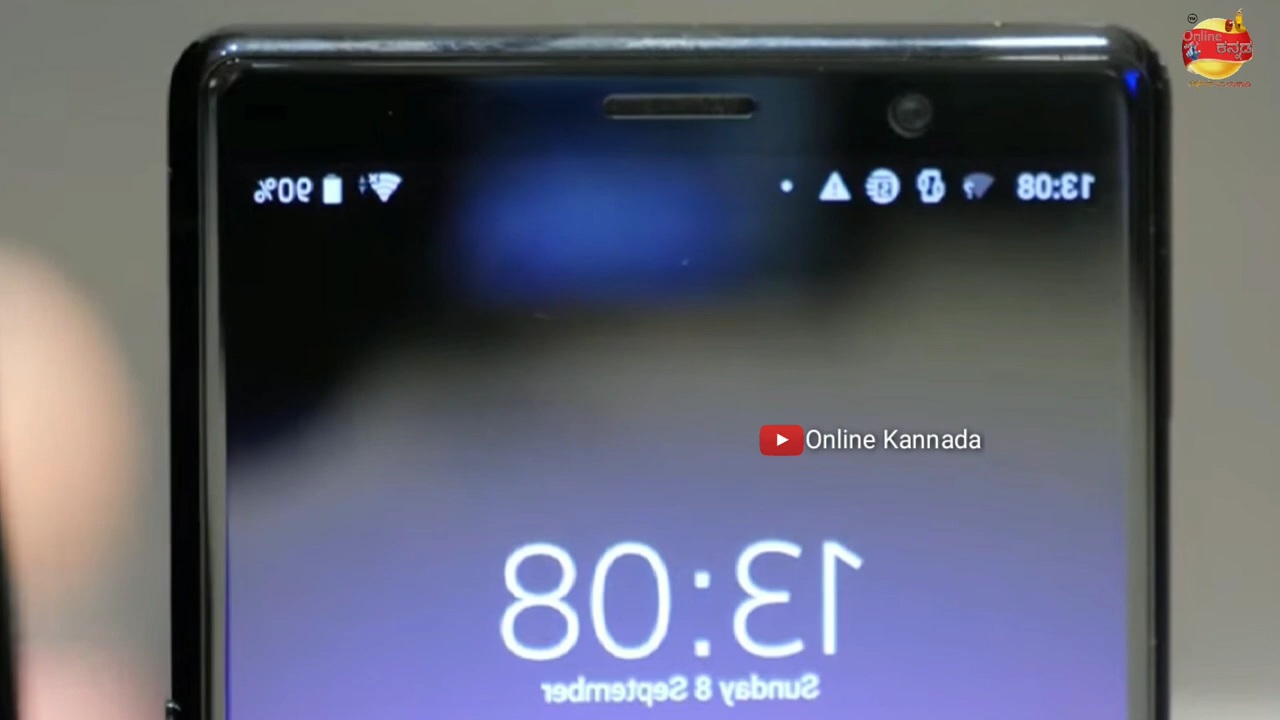 Online
ಕನ್ನಡ
90%
13:08
Online Kannada
13:08
Sunday 8 September